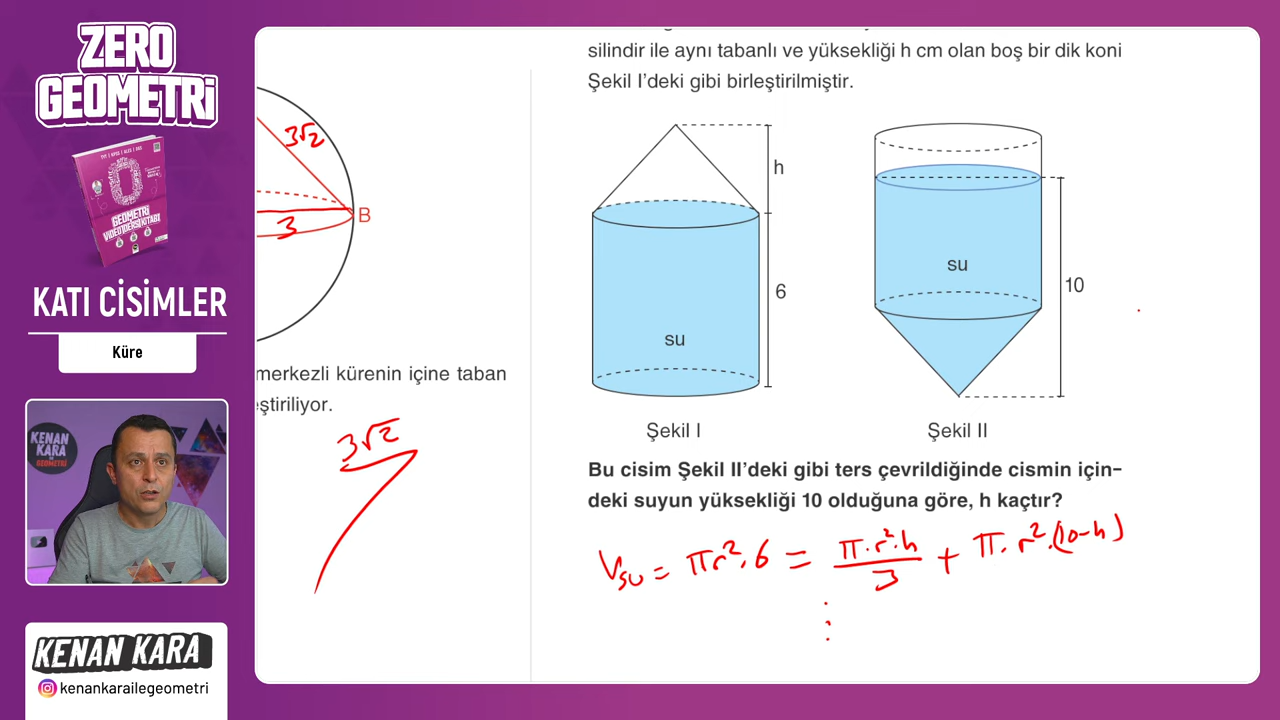 ZERO
GEOMETRİ
GEOMETRİ
VİDEO DERS KİTABI
KATI CİSİMLER
Küre
KENAN
KARA
GEOMETRİ
KENAN KARA
kenankarailegeometri
3√2
3
B
merkezli kürenin içine taban
eştiriliyor.
3√2
silindir ile aynı tabanlı ve yüksekliği h cm olan boş bir dik koni
Şekil I'deki gibi birleştirilmiştir.
h
6
su
Şekil I
su
10
Şekil II
Bu cisim Şekil II'deki gibi ters çevrildiğinde cismin için-
deki suyun yüksekliği 10 olduğuna göre, h kaçtır?
Vsu = πr².6 = π.r².h/3 + π.r².(10-h)